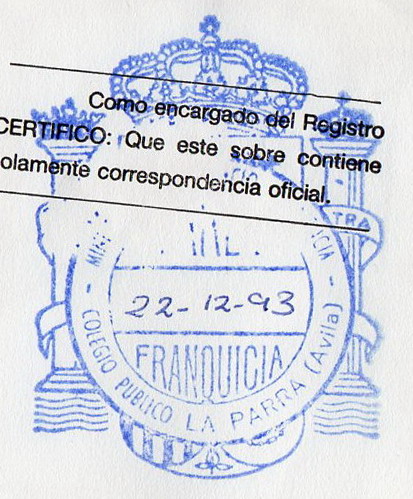 Como encargado del Registro
CERTIFICO: Que este sobre contiene
olamente correspondencia oficial.
TRA
22-12-93
FRANQUICIA
COLEGIO PUBLICO LA PARRA (Avila)